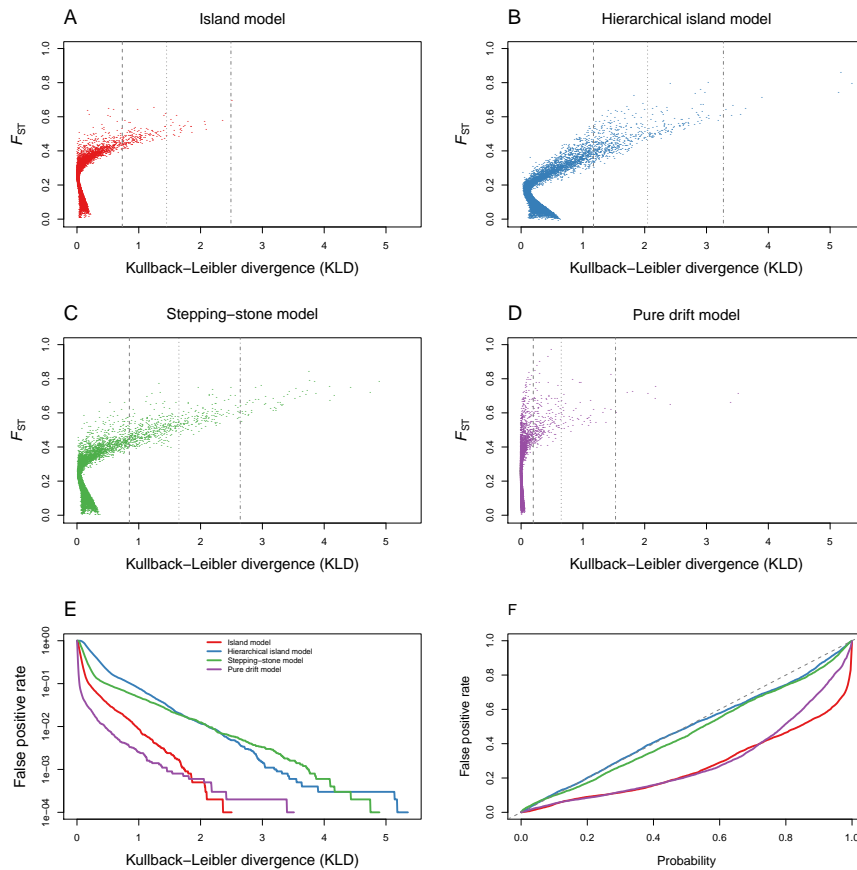 A
Island model
1.0
0.8
0.6
0.4
0.2
0.0
FST
0 1 2 3 4 5
Kullback−Leibler divergence (KLD)
B
Hierarchical island model
1.0
0.8
0.6
0.4
0.2
0.0
FST
0 1 2 3 4 5
Kullback−Leibler divergence (KLD)
C
Stepping−stone model
1.0
0.8
0.6
0.4
0.2
0.0
FST
0 1 2 3 4 5
Kullback−Leibler divergence (KLD)
D
Pure drift model
1.0
0.8
0.6
0.4
0.2
0.0
FST
0 1 2 3 4 5
Kullback−Leibler divergence (KLD)
E
Island model
Hierarchical island model
Stepping−stone model
Pure drift model
1e+00
1e−01
1e−02
1e−03
1e−04
False positive rate
0 1 2 3 4 5
Kullback−Leibler divergence (KLD)
F
1.0
0.8
0.6
0.4
0.2
0.0
False positive rate
0.0 0.2 0.4 0.6 0.8 1.0
Probability